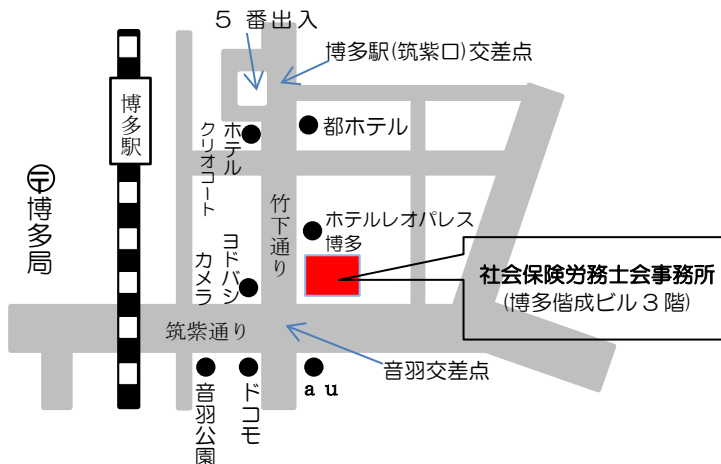 5 番出入
博多駅(筑紫口)交差点
博多駅
ホテル
クリオコート
都ホテル
〒博多局
竹下通り
ホテルレオパレス
博多
ヨドバシ
カメラ
社会保険労務士会事務所
(博多偕成ビル3階)
筑紫通り
音羽交差点
音羽公園
ドコモ
au